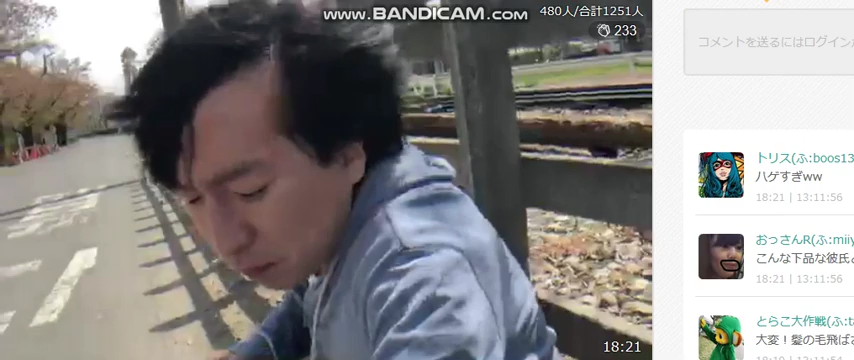 www.BANDICAM.com
480人/合計1251人
233
18:21
コメントを送るにはログイン
トリス(ふ:boos13
ハゲすぎww
18:21 | 13:11:56
おっさんR(ふ:miiy
こんな下品な彼氏
18:21 | 13:11:56
とらこ大作戦(ふ:ta
大変！髪の毛飛ば